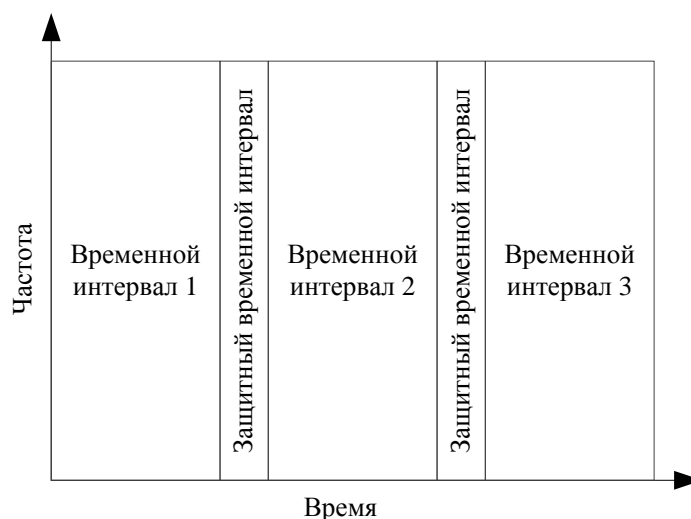 Частота
Временной
интервал 1
Защитный временной интервал
Временной
интервал 2
Защитный временной интервал
Временной
интервал 3
Время